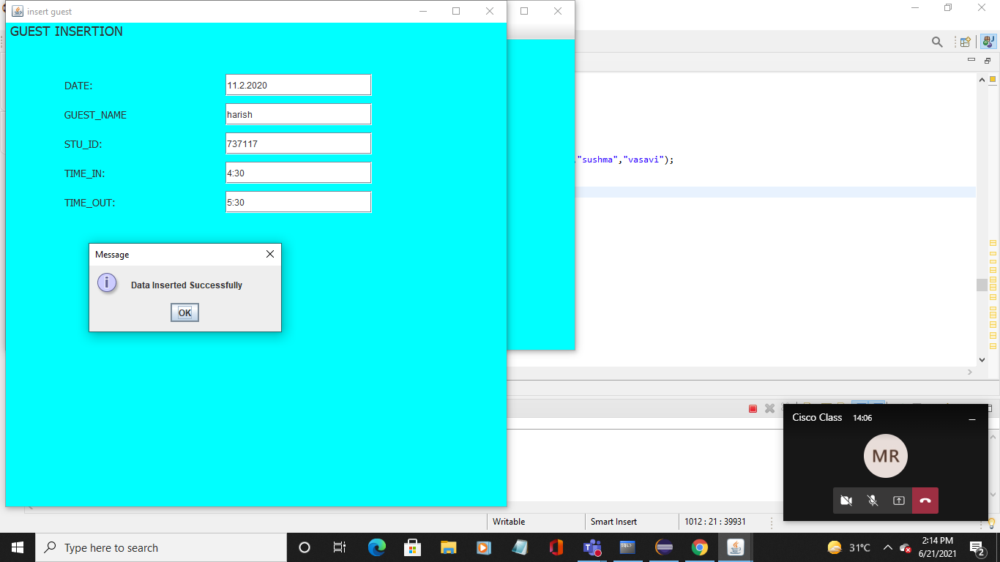 insert guest
GUEST INSERTION
DATE:
11.2.2020
GUEST_NAME
harish
STU_ID:
737117
TIME_IN:
4:30
TIME_OUT:
5:30
Message
Data Inserted Successfully
OK
"sushma","vasavi");
Cisco Class 14:06
MR
Writable
Smart Insert
1012 : 21 : 39931
Type here to search
SQL>
31°C
2:14 PM
6/21/2021
2